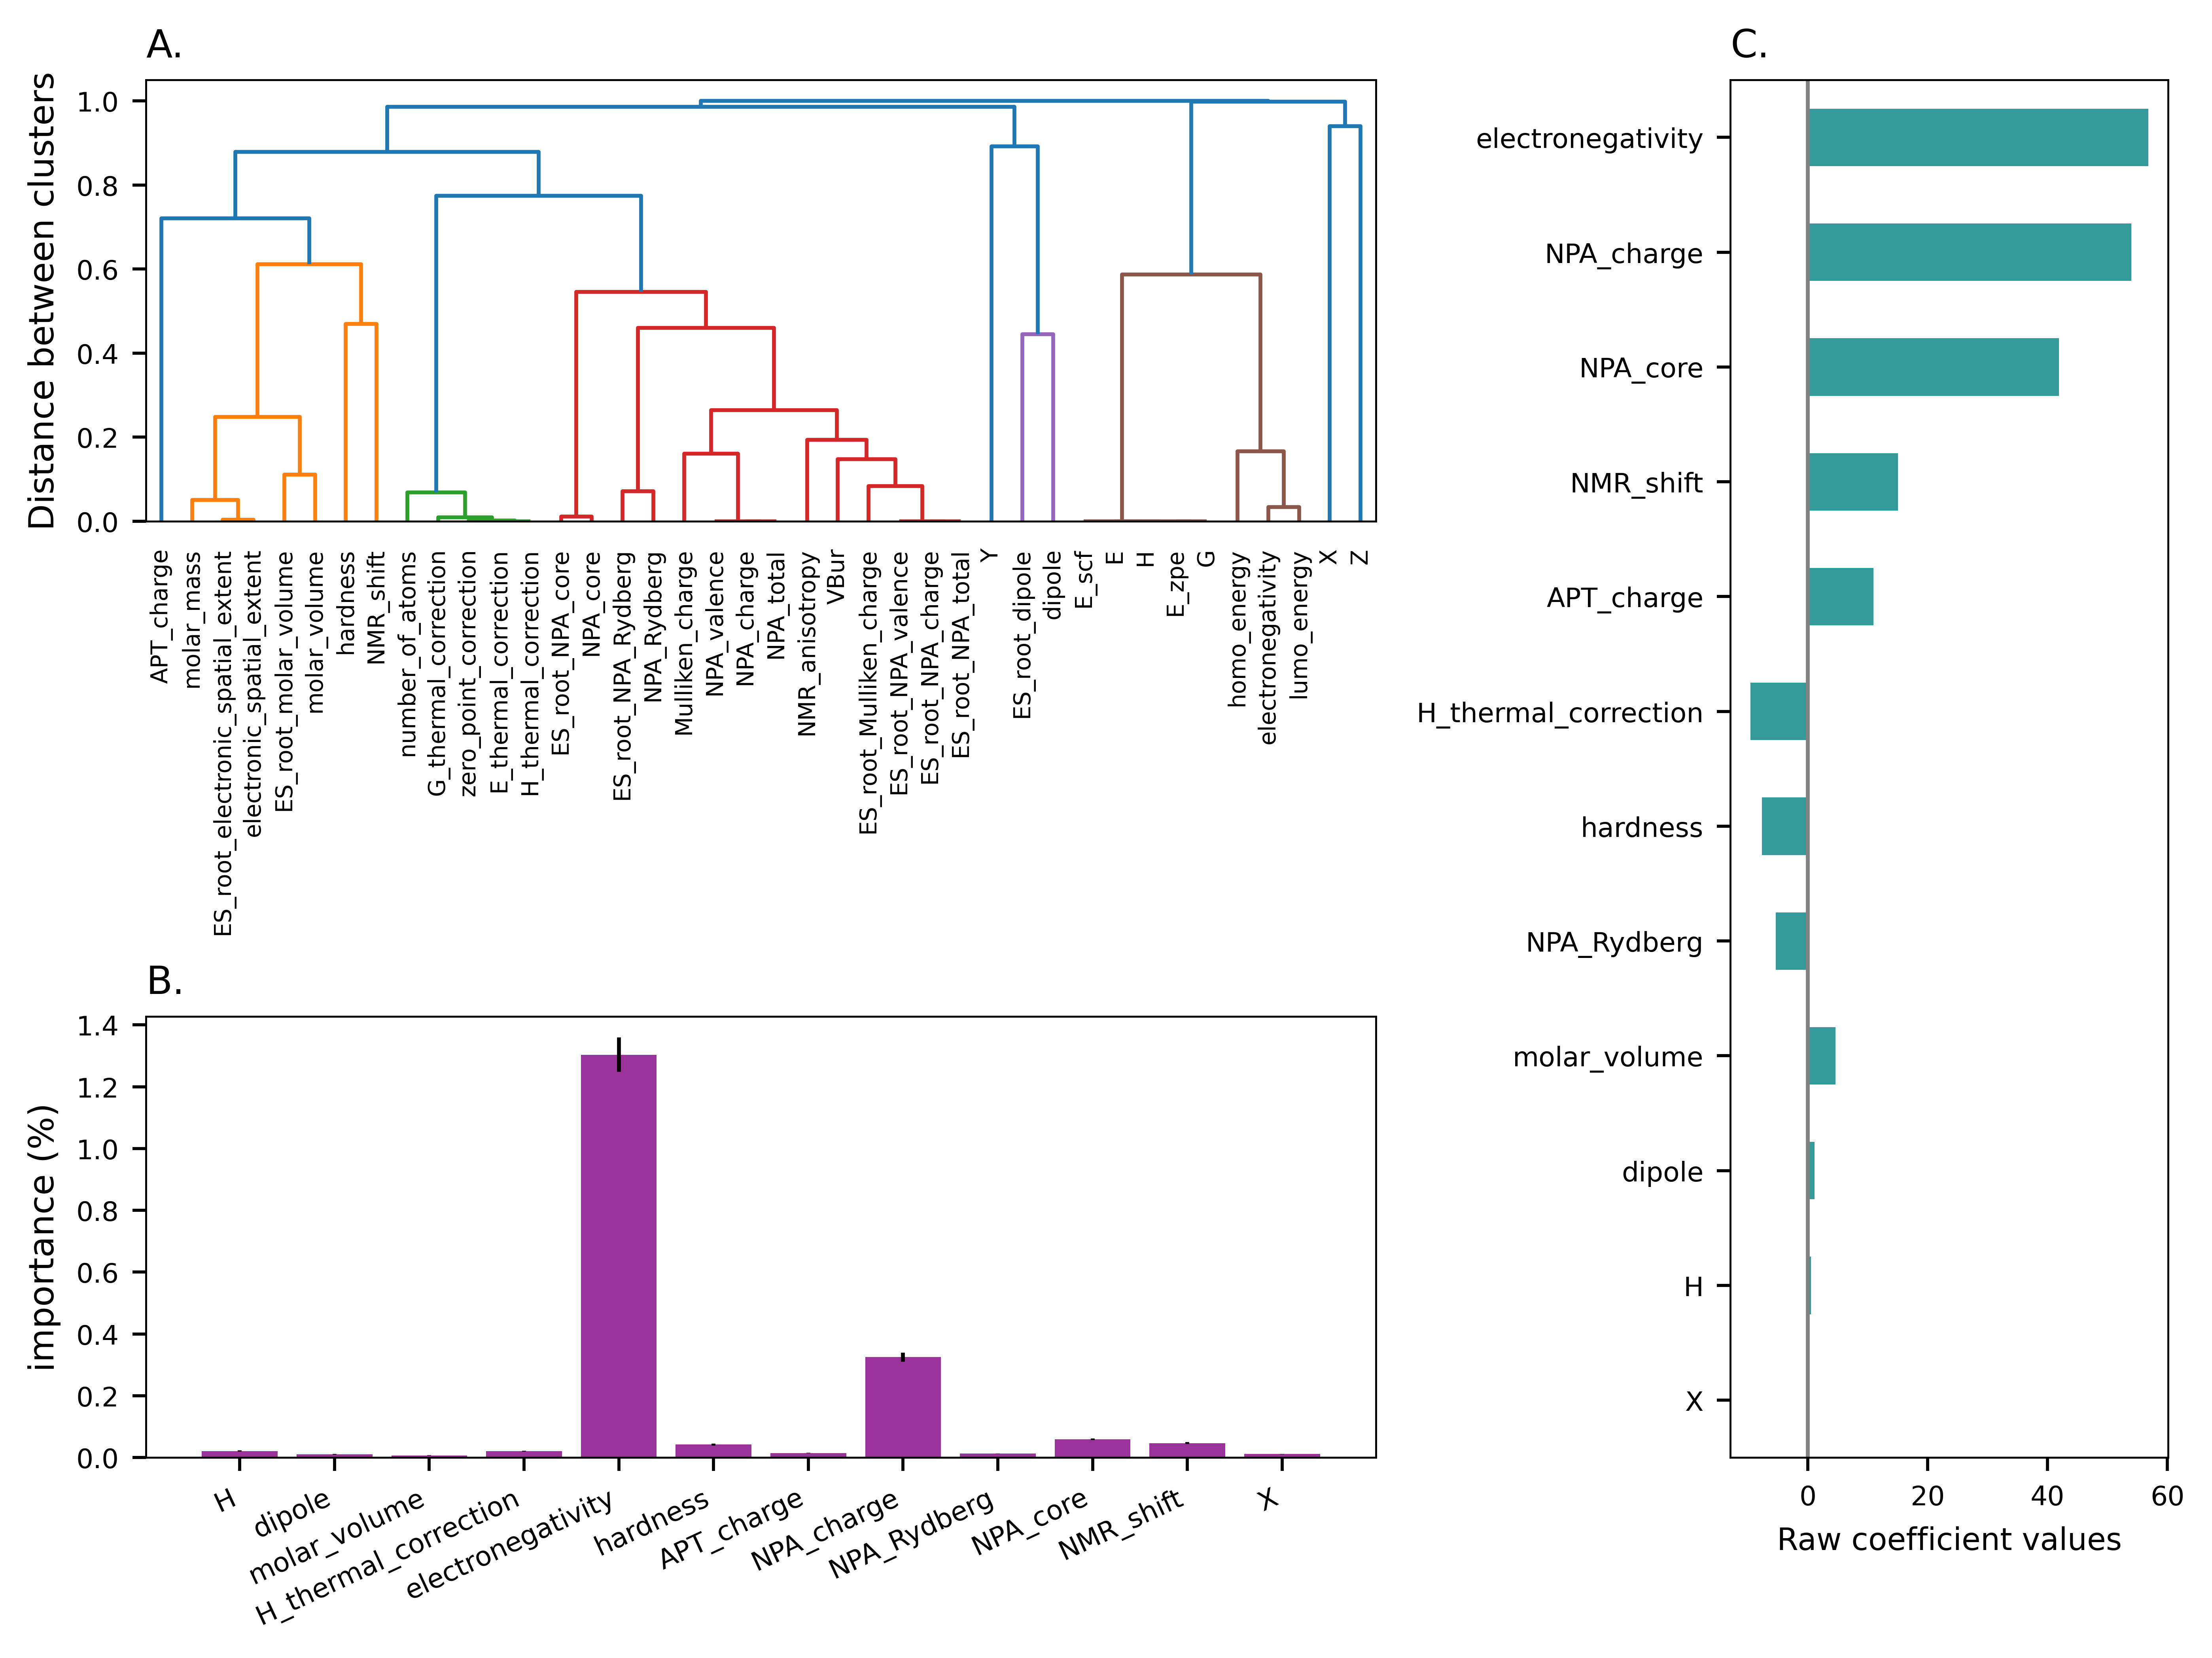 A.
Distance between clusters
1.0
0.8
0.6
0.4
0.2
0.0
APT_charge
molar_mass
ES_root_electronic_spatial_extent
electronic_spatial_extent
ES_root_molar_volume
molar_volume
hardness
NMR_shift
number_of_atoms
G_thermal_correction
zero_point_correction
E_thermal_correction
H_thermal_correction
ES_root_NPA_core
NPA_core
ES_root_NPA_Rydberg
NPA_Rydberg
Mulliken_charge
NPA_valence
NPA_charge
NPA_total
NMR_anisotropy
VBur
ES_root_Mulliken_charge
ES_root_NPA_valence
ES_root_NPA_charge
ES_root_NPA_total
Y
ES_root_dipole
dipole
E_scf
E
H
E_zpe
G
homo_energy
electronegativity
lumo_energy
X
Z
B.
importance (%)
1.4
1.2
1.0
0.8
0.6
0.4
0.2
0.0
H
dipole
molar_volume
H_thermal_correction
electronegativity
hardness
APT_charge
NPA_charge
NPA_Rydberg
NPA_core
NMR_shift
X
C.
electronegativity
NPA_charge
NPA_core
NMR_shift
APT_charge
H_thermal_correction
hardness
NPA_Rydberg
molar_volume
dipole
H
X
0 20 40 60
Raw coefficient values